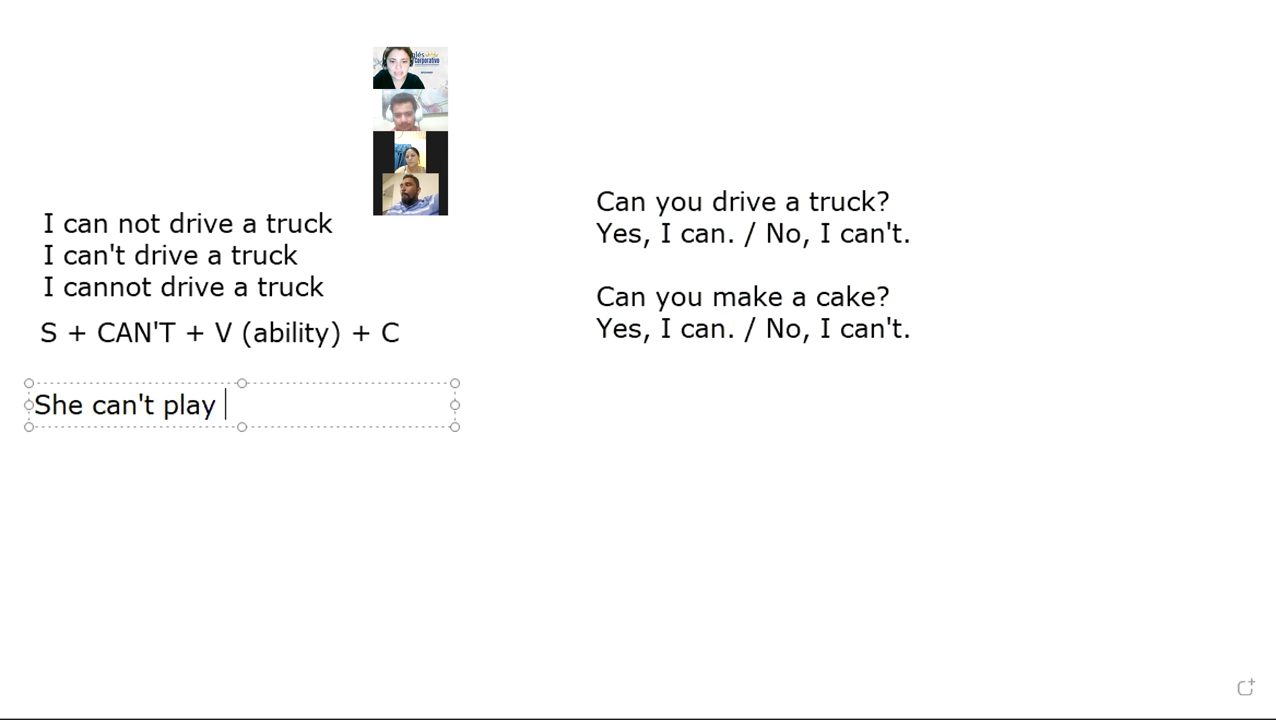 I can not drive a truck
I can't drive a truck
I cannot drive a truck
S + CAN'T + V (ability) + C
She can't play
Can you drive a truck?
Yes, I can. / No, I can't.
Can you make a cake?
Yes, I can. / No, I can't.
Corporativo